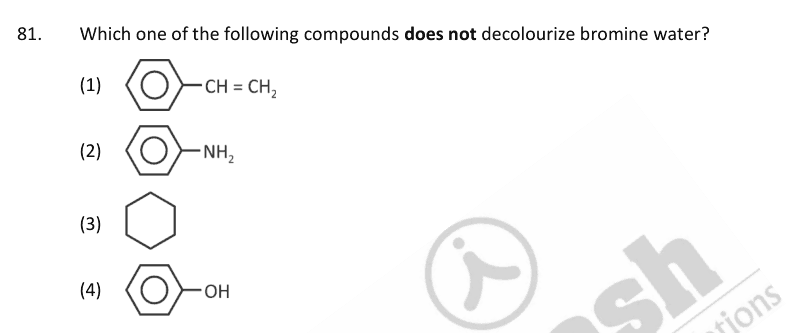 81. Which one of the following compounds does not decolourize bromine water?
(1) CH = CH₂
(2) NH₂
(3)
(4) OH